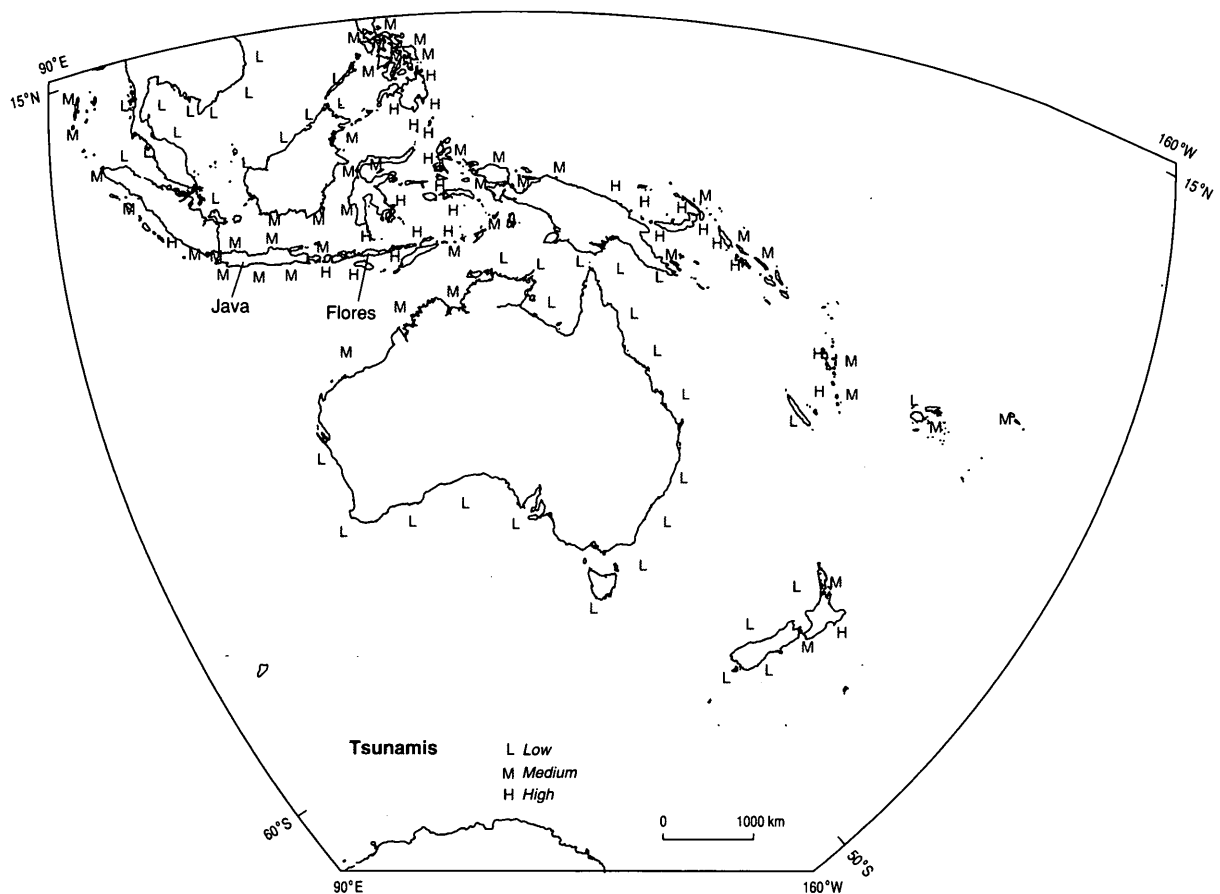 M
L M M
90°E M
L M H
15°N M L L L L L L L H H
M L L M H H
160°W
15°N
L H M M M
M L M M H M M H M
M L M M H H H M H H M
H M M M M H H H M H M M H M
M M M M H H H M L L L L M H
Java Flores M M L L L
M L H M
L H M
L L M M
L
L L L L L
L L L
L L M
L H
L L L M
Tsunamis
L Low
M Medium
H High
0 1000 km
60°S
50°S
90°E 160°W